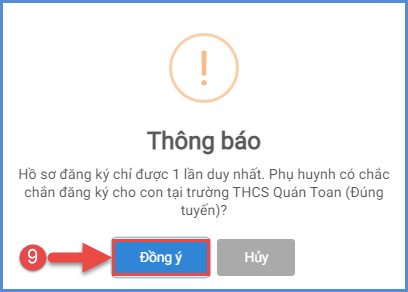 !
Thông báo
Hồ sơ đăng ký chỉ được 1 lần duy nhất. Phụ huynh có chắc
chắn đăng ký cho con tại trường THCS Quán Toan (Đúng
tuyến)?
9 Đồng ý Hủy